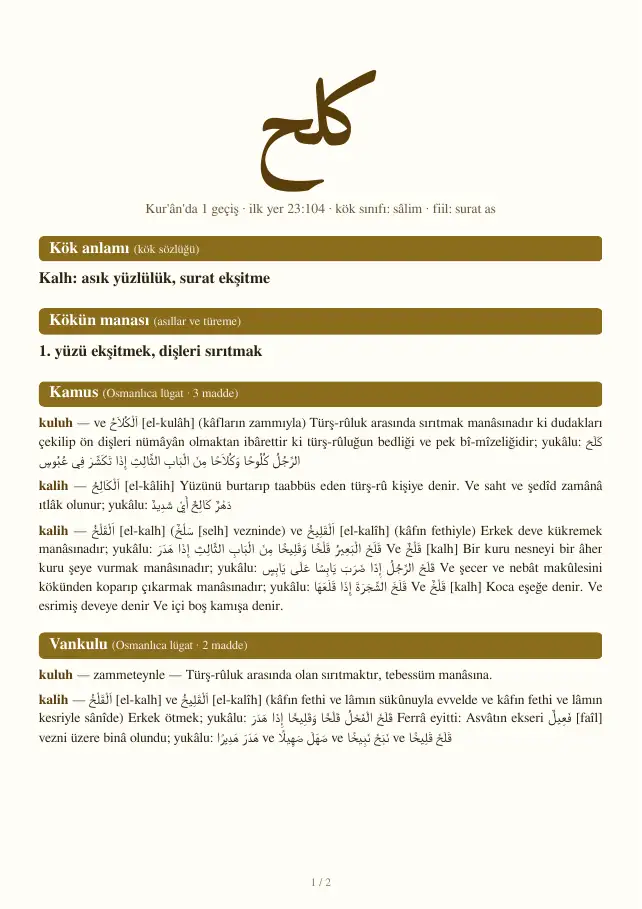 كلح
Kur'ân'da 1 geçiş · ilk yer 23:104 · kök sınıfı: sâlim · fiil: surat as
Kök anlamı (kök sözlüğü)
Kalh: asık yüzlülük, surat ekşitme
Kökün manası (asıllar ve türeme)
1. yüzü ekşitmek, dişleri sırıtmak
Kamus (Osmanlıca lügat · 3 madde)
kuluh — ve اَلْكُلَاحُ [el-kulâh] (kâfların zammıyla) Türş-rûluk arasında sırıtmak manâsınadır ki dudakları
çekilip ön dişleri nümâyân olmaktan ibârettir ki türş-rûluğun bedliği ve pek bî-mîzeliğidir; yukâlu: كَلَحَ
الرَّجُلُ كُلُوحًا وَكُلَاحًا مِنَ الْبَابِ الثَّالِثِ إِذَا تَكَشَّرَ فِي عُبُوسٍ
kalih — اَلْكَالِحُ [el-kâlih] Yüzünü burtarıp taabbüs eden türş-rû kişiye denir. Ve saht ve şedîd zamânâ
ıtlâk olunur; yukâlu: دَهْرٌ كَالِحٌ أَيْ شَدِيدٌ
kalih — اَلْقَلْخُ [el-kalh] (سَلْخٌ [selh] vezninde) ve اَلْقَلِيخُ [el-kalîh] (kâfın fethiyle) Erkek deve kükremek
manâsınadır; yukâlu: قَلَخَ الْبَعِيرُ قَلْخًا وَقَلِيخًا مِنَ الْبَابِ الثَّالِثِ إِذَا هَدَرَ Ve قَلْخٌ [kalh] Bir kuru nesneyi bir âher
kuru şeye vurmak manâsınadır; yukâlu: قَلَخَ الرَّجُلُ إِذَا ضَرَبَ يَابِسًا عَلَى يَابِسٍ Ve şecer ve nebât makûlesini
kökünden koparıp çıkarmak manâsınadır; yukâlu: قَلَخَ الشَّجَرَةَ إِذَا قَلَعَهَا Ve قَلْخٌ [kalh] Koca eşeğe denir. Ve
esrimiş deveye denir Ve içi boş kamışa denir.
Vankulu (Osmanlıca lügat · 2 madde)
kuluh — zammeteynle — Türş-rûluk arasında olan sırıtmaktır, tebessüm manâsına.
kalih — اَلْقَلْخُ [el-kalh] ve اَلْقَلِيخُ [el-kalîh] (kâfın fethi ve lâmın sükûnuyla evvelde ve kâfın fethi ve lâmın
kesriyle sânîde) Erkek ötmek; yukâlu: قَلَخَ الْفَحْلُ قَلْخًا وَقَلِيخًا إِذَا هَدَرَ Ferrâ eyitti: Asvâtın ekseri فَعِيلٌ [faîl]
vezni üzere binâ olundu; yukâlu: هَدَرَ هَدِيرًا ve صَهَلَ صَهِيلًا ve نَبَحَ نَبِيحًا ve قَلَخَ قَلِيخًا
1 / 2